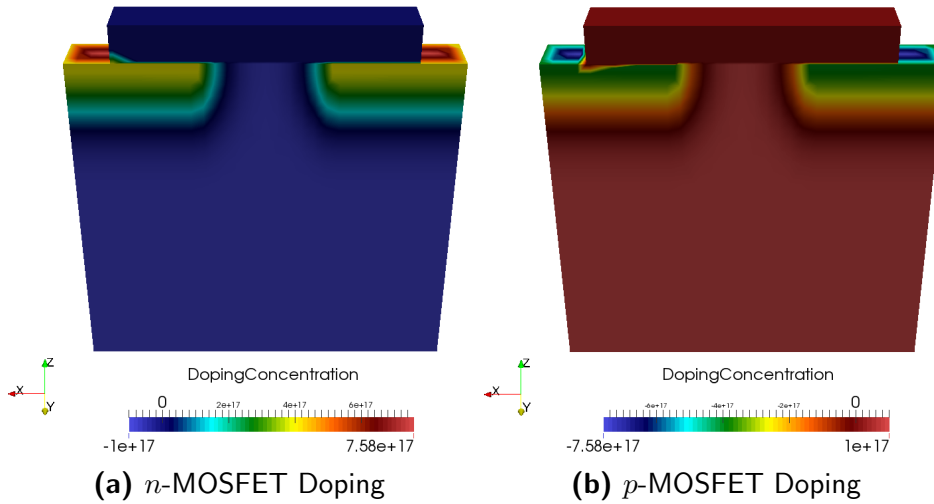 Z
X
Y
DopingConcentration
0 2e+17 4e+17 6e+17
-1e+17 7.58e+17
(a) n-MOSFET Doping
Z
X
Y
DopingConcentration
-6e+17 -4e+17 -2e+17 0
-7.58e+17 1e+17
(b) p-MOSFET Doping